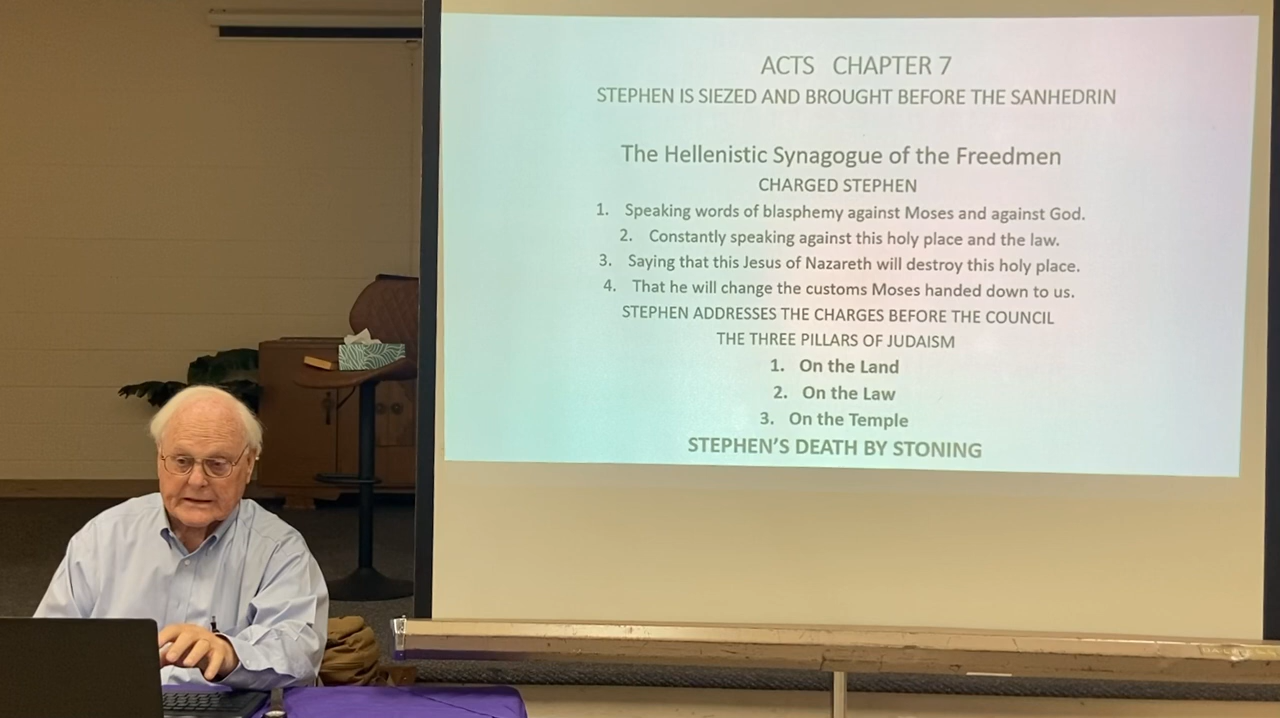 ACTS CHAPTER 7
STEPHEN IS SIEZED AND BROUGHT BEFORE THE SANHEDRIN
The Hellenistic Synagogue of the Freedmen
CHARGED STEPHEN
1. Speaking words of blasphemy against Moses and against God.
2. Constantly speaking against this holy place and the law.
3. Saying that this Jesus of Nazareth will destroy this holy place.
4. That he will change the customs Moses handed down to us.
STEPHEN ADDRESSES THE CHARGES BEFORE THE COUNCIL
THE THREE PILLARS OF JUDAISM
1. On the Land
2. On the Law
3. On the Temple
STEPHEN'S DEATH BY STONING